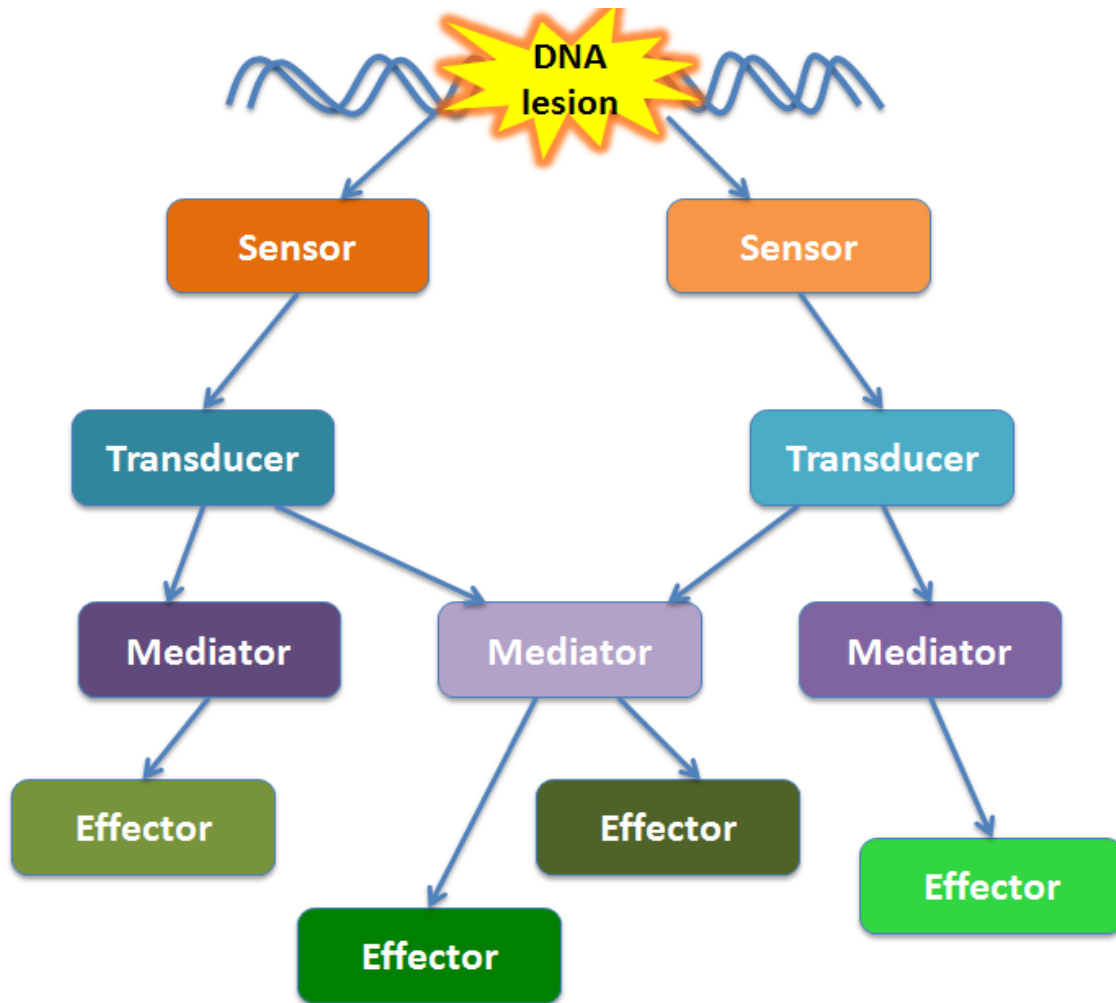 DNA
lesion
Sensor
Sensor
Transducer
Transducer
Mediator
Mediator
Mediator
Effector
Effector
Effector
Effector